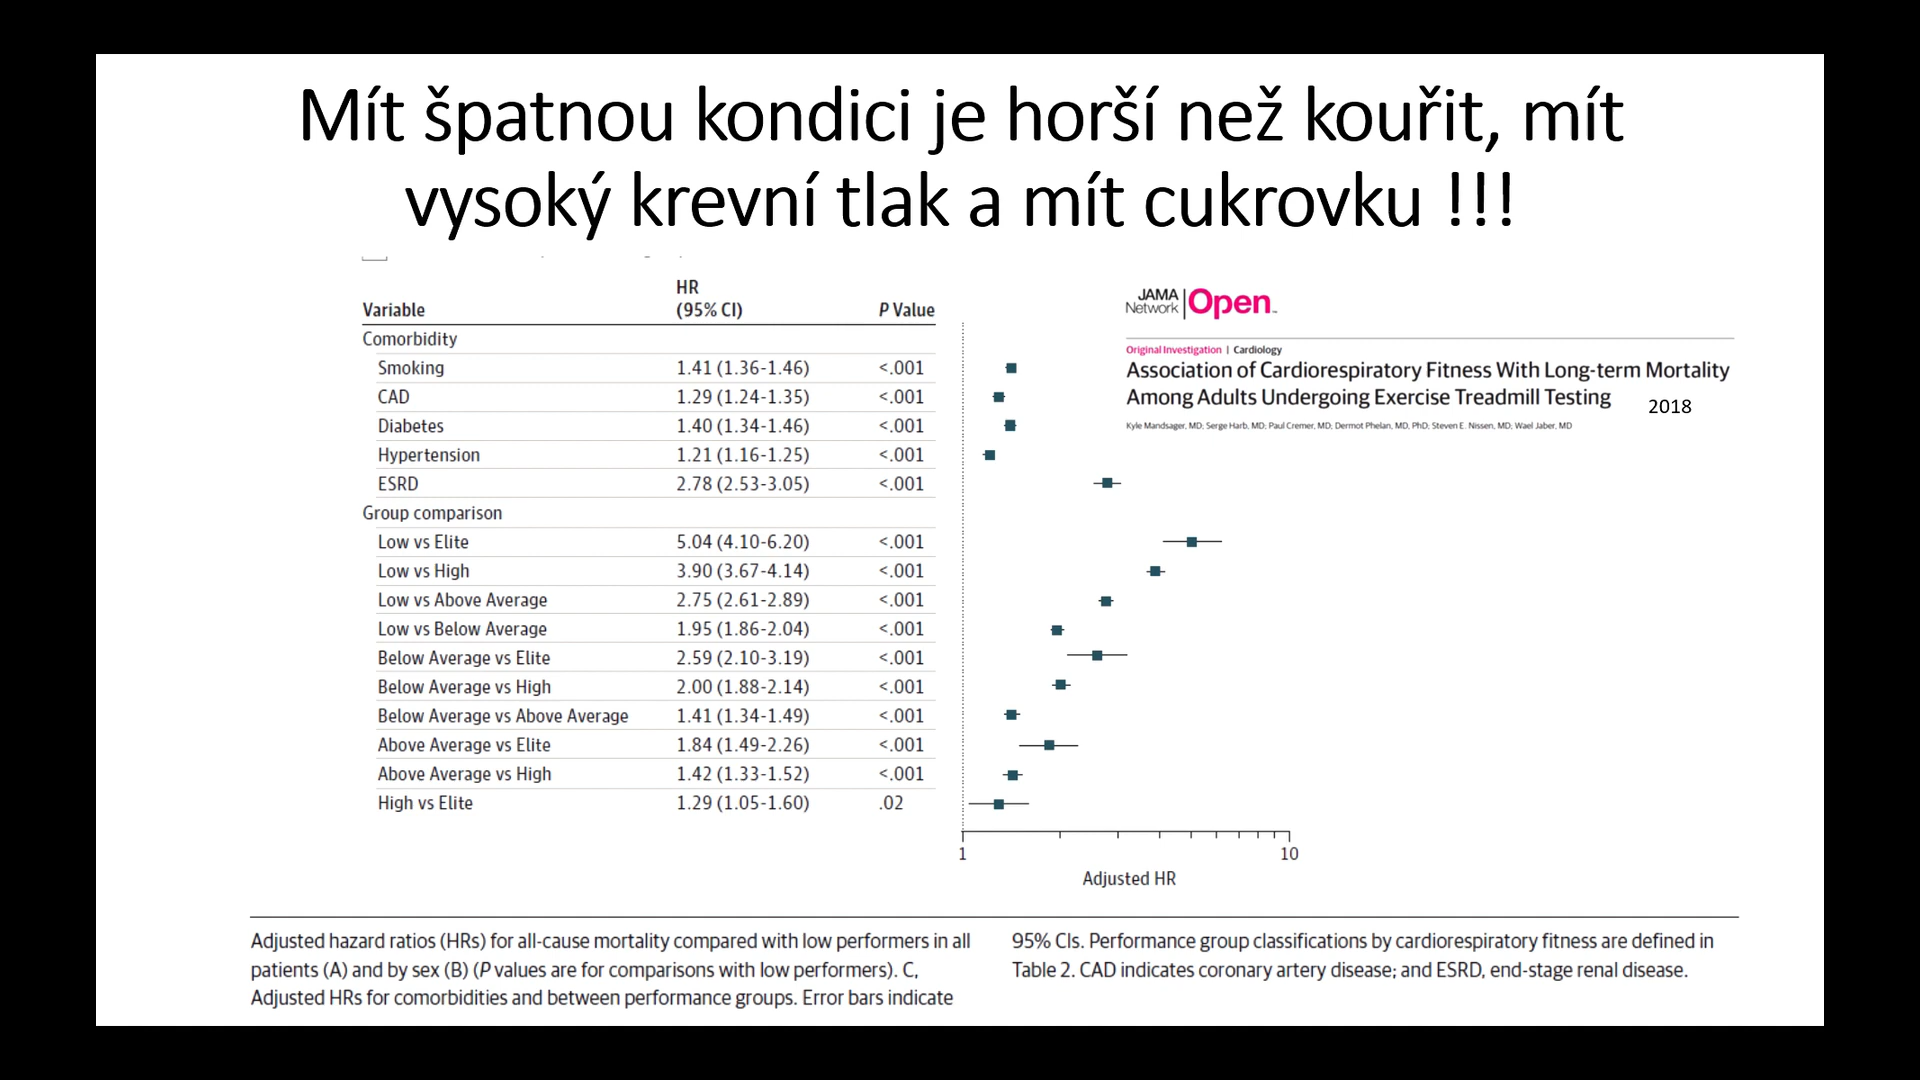 Mít špatnou kondici je horší než kouřit, mít
vysoký krevní tlak a mít cukrovku !!!
HR
Variable (95% CI) P Value
Comorbidity
Smoking 1.41 (1.36-1.46) <.001
CAD 1.29 (1.24-1.35) <.001
Diabetes 1.40 (1.34-1.46) <.001
Hypertension 1.21 (1.16-1.25) <.001
ESRD 2.78 (2.53-3.05) <.001
Group comparison
Low vs Elite 5.04 (4.10-6.20) <.001
Low vs High 3.90 (3.67-4.14) <.001
Low vs Above Average 2.75 (2.61-2.89) <.001
Low vs Below Average 1.95 (1.86-2.04) <.001
Below Average vs Elite 2.59 (2.10-3.19) <.001
Below Average vs High 2.00 (1.88-2.14) <.001
Below Average vs Above Average 1.41 (1.34-1.49) <.001
Above Average vs Elite 1.84 (1.49-2.26) <.001
Above Average vs High 1.42 (1.33-1.52) <.001
High vs Elite 1.29 (1.05-1.60) .02
1 10
Adjusted HR
JAMA
Network Open
Original Investigation | Cardiology
Association of Cardiorespiratory Fitness With Long-term Mortality
Among Adults Undergoing Exercise Treadmill Testing 2018
Kyle Mandsager, MD; Serge Harb, MD; Paul Cremer, MD; Dermot Phelan, MD, PhD; Steven E. Nissen, MD; Wael Jaber, MD
Adjusted hazard ratios (HRs) for all-cause mortality compared with low performers in all
patients (A) and by sex (B) (P values are for comparisons with low performers). C,
Adjusted HRs for comorbidities and between performance groups. Error bars indicate
95% CIs. Performance group classifications by cardiorespiratory fitness are defined in
Table 2. CAD indicates coronary artery disease; and ESRD, end-stage renal disease.